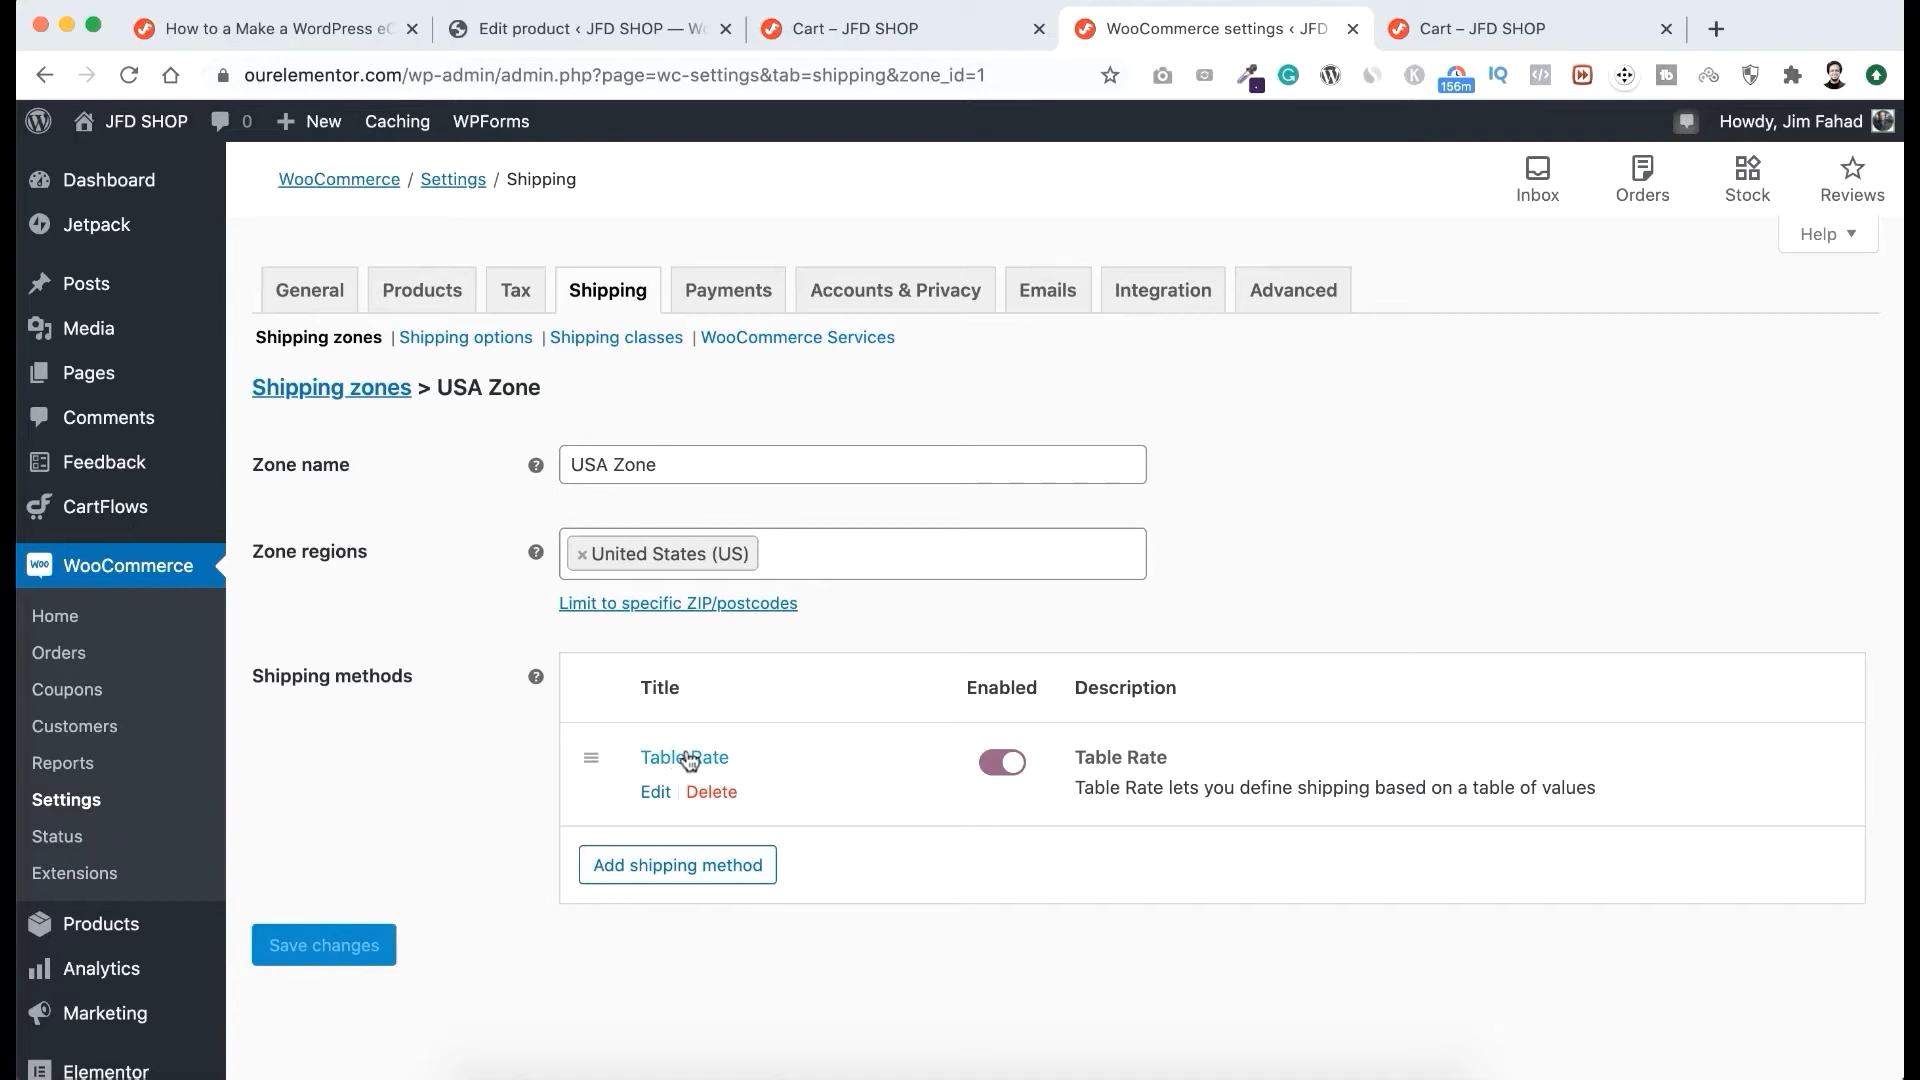 How to a Make a WordPress eC
Edit product ‹ JFD SHOP — Wo
Cart – JFD SHOP
WooCommerce settings ‹ JFD
Cart – JFD SHOP
ourelementor.com/wp-admin/admin.php?page=wc-settings&tab=shipping&zone_id=1
156m
IQ
JFD SHOP
0
New
Caching
WPForms
Howdy, Jim Fahad
Dashboard
Jetpack
Posts
Media
Pages
Comments
Feedback
CartFlows
WooCommerce
Home
Orders
Coupons
Customers
Reports
Settings
Status
Extensions
Products
Analytics
Marketing
Elementor
WooCommerce / Settings / Shipping
Inbox
Orders
Stock
Reviews
Help
General
Products
Tax
Shipping
Payments
Accounts & Privacy
Emails
Integration
Advanced
Shipping zones | Shipping options | Shipping classes | WooCommerce Services
Shipping zones > USA Zone
Zone name
USA Zone
Zone regions
× United States (US)
Limit to specific ZIP/postcodes
Shipping methods
Title
Enabled
Description
Table Rate
Table Rate
Edit | Delete
Table Rate lets you define shipping based on a table of values
Add shipping method
Save changes